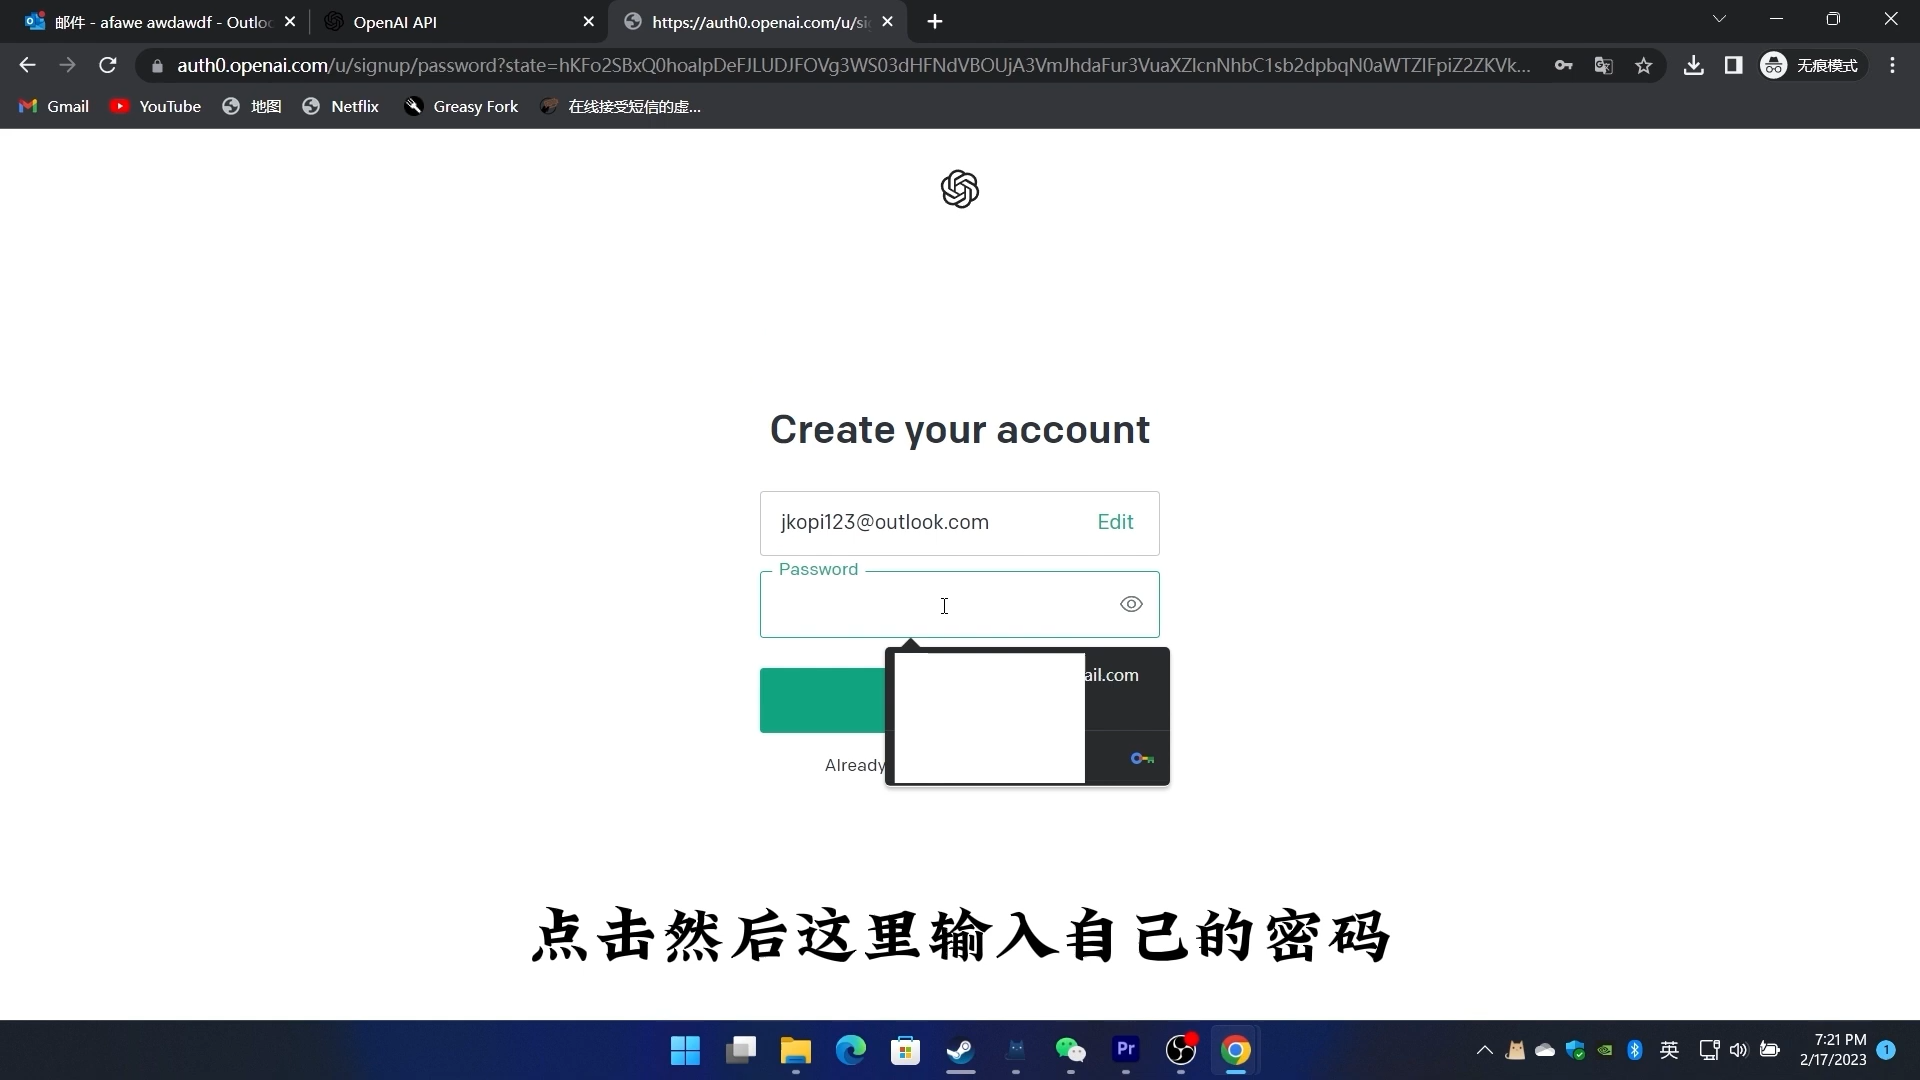 邮件 - afawe awdawdf - Outlo
OpenAI API
https://auth0.openai.com/u/si
auth0.openai.com/u/signup/password?state=hKFo2SBxQ0hoalpDeFJLUDJFOVg3WS03dHFNdVBOUjA3VmJhdaFur3VuaXZlcnNhbC1sb2dpbqN0aWTZIFpiZ2ZKVk...
无痕模式
Gmail
YouTube
地图
Netflix
Greasy Fork
在线接受短信的虚...
Create your account
jkopi123@outlook.com
Edit
Password
ail.com
Already
点击然后这里输入自己的密码
Pr
英
7:21 PM
2/17/2023
1